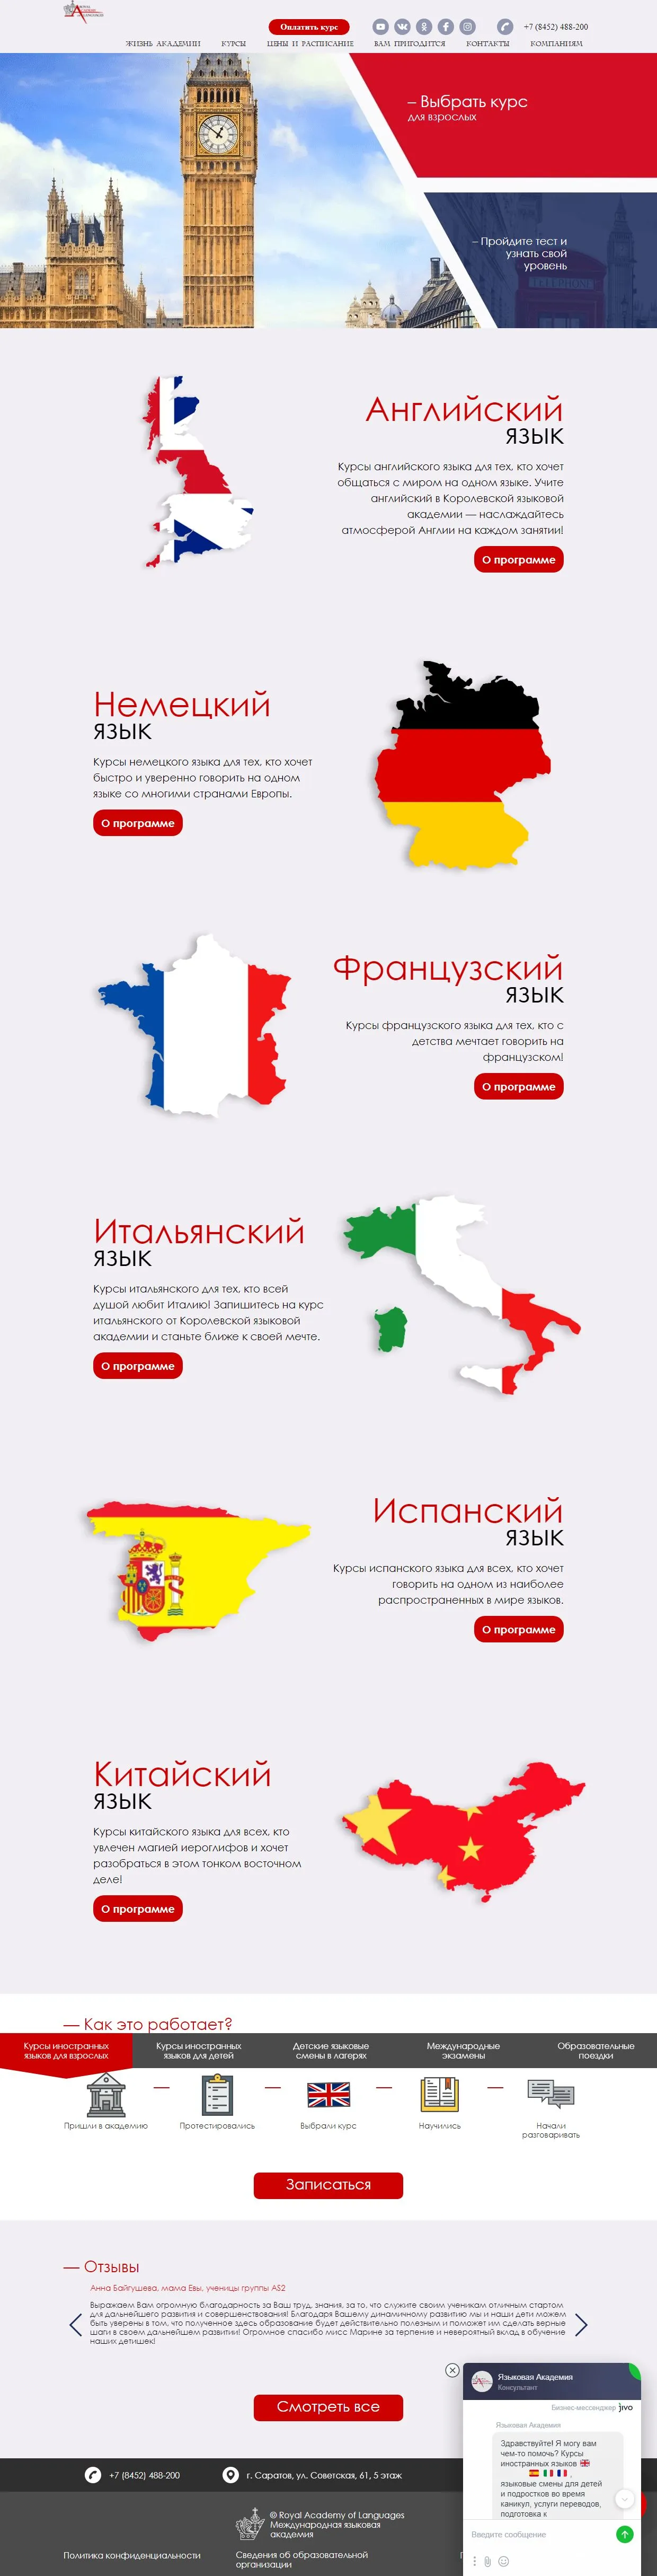 ROYAL
ACADEMY OF
LANGUAGES
Оплатить курс
+7 (8452) 488-200
ЖИЗНЬ АКАДЕМИИ КУРСЫ ЦЕНЫ И РАСПИСАНИЕ ВАМ ПРИГОДИТСЯ КОНТАКТЫ КОМПАНИЯМ
– Выбрать курс
для взрослых
– Пройдите тест и
узнать свой
уровень
Английский
ЯЗЫК
Курсы английского языка для тех, кто хочет
общаться с миром на одном языке. Учите
английский в Королевской языковой
академии — наслаждайтесь
атмосферой Англии на каждом занятии!
О программе
Немецкий
ЯЗЫК
Курсы немецкого языка для тех, кто хочет
быстро и уверенно говорить на одном
языке со многими странами Европы.
О программе
Французский
ЯЗЫК
Курсы французского языка для тех, кто с
детства мечтает говорить на
французском!
О программе
Итальянский
ЯЗЫК
Курсы итальянского для тех, кто всей
душой любит Италию! Запишитесь на курс
итальянского от Королевской языковой
академии и станьте ближе к своей мечте.
О программе
Испанский
ЯЗЫК
Курсы испанского языка для всех, кто хочет
говорить на одном из наиболее
распространенных в мире языков.
О программе
Китайский
ЯЗЫК
Курсы китайского языка для всех, кто
увлечен магией иероглифов и хочет
разобраться в этом тонком восточном
деле!
О программе
— Как это работает?
Курсы иностранных
языков для взрослых
Курсы иностранных
языков для детей
Детские языковые
смены в лагерях
Международные
экзамены
Образовательные
поездки
Пришли в академию
Протестировались
Выбрали курс
Научились
Начали
разговаривать
Записаться
— Отзывы
Анна Байгушева, мама Евы, ученицы группы AS2
Выражаем Вам огромную благодарность за Ваш труд, знания, за то, что служите своим ученикам отличным стартом
для дальнейшего развития и совершенствования! Благодаря Вашему динамичному развитию мы и наши дети можем
быть уверены в том, что полученное здесь образование будет действительно полезным и поможет им сделать верные
шаги в своем дальнейшем развитии! Огромное спасибо мисс Марине за терпение и невероятный вклад в обучение
наших детишек!
Смотреть все
Языковая Академия
Консультант
Бизнес-мессенджер jivo
Языковая Академия
Здравствуйте! Я могу вам
чем-то помочь? Курсы
иностранных языков
,
языковые смены для детей
и подростков во время
каникул, услуги переводов,
подготовка к
Введите сообщение
+7 (8452) 488-200
г. Саратов, ул. Советская, 61, 5 этаж
© Royal Academy of Languages
Международная языковая
академия
Политика конфиденциальности
Сведения об образовательной
организации